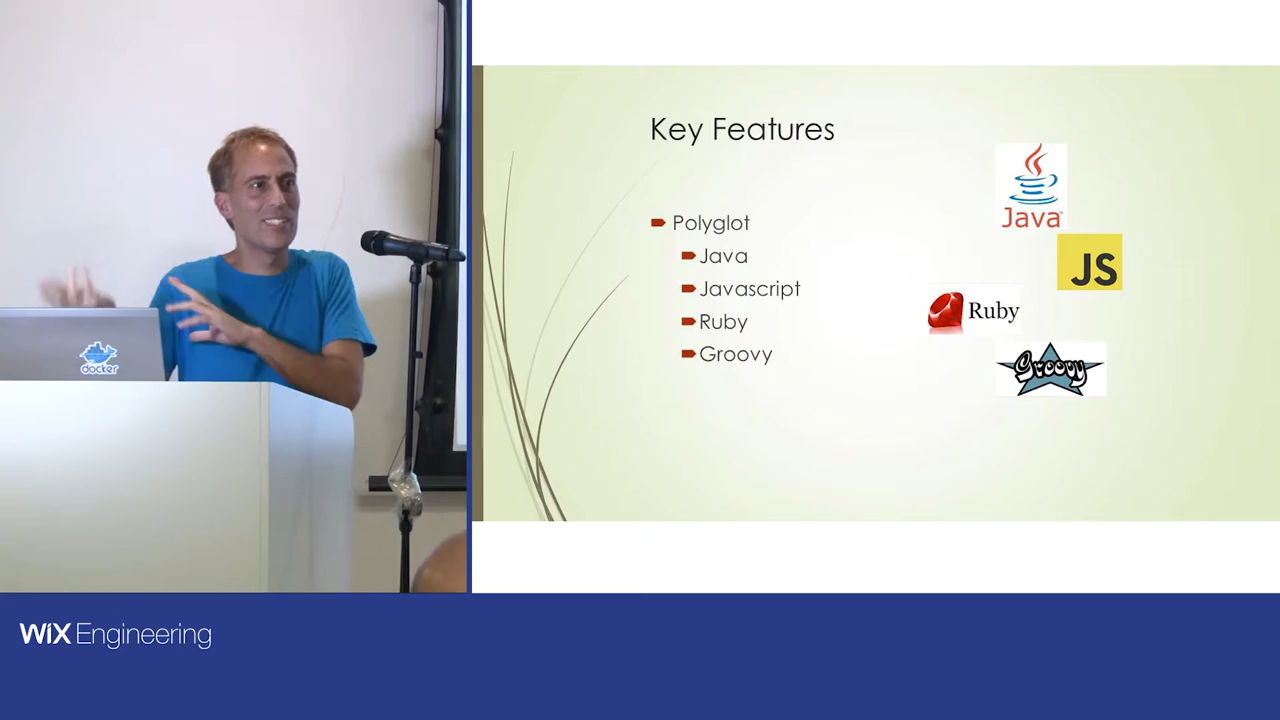 Key Features
Polyglot
Java
Javascript
Ruby
Groovy
Java
JS
Ruby
Groovy
docker
WiX Engineering